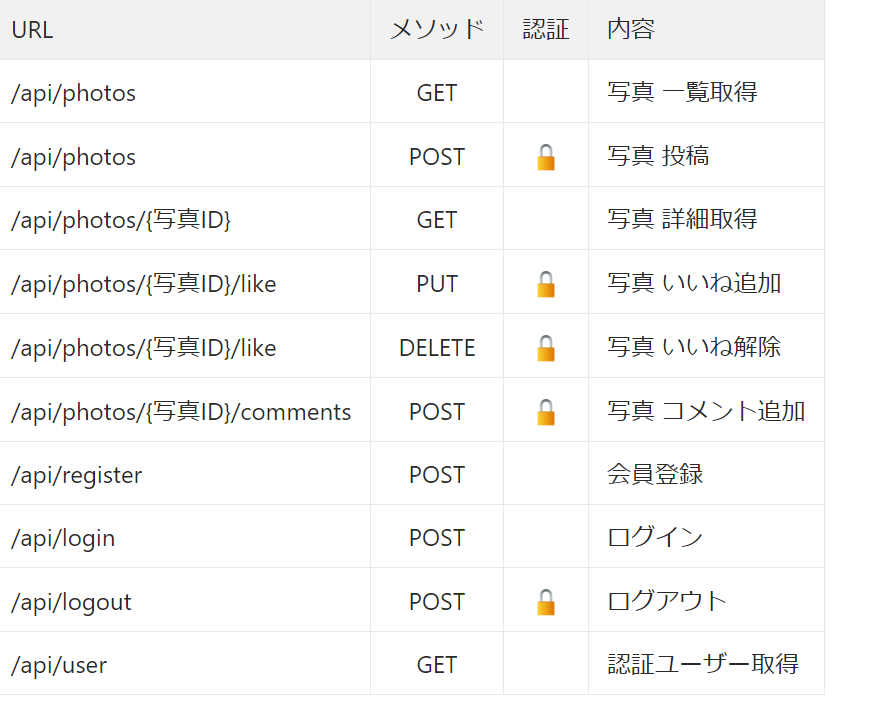 URL メソッド 認証 内容
/api/photos GET 写真 一覧取得
/api/photos POST 🔒 写真 投稿
/api/photos/{写真ID} GET 写真 詳細取得
/api/photos/{写真ID}/like PUT 🔒 写真 いいね追加
/api/photos/{写真ID}/like DELETE 🔒 写真 いいね解除
/api/photos/{写真ID}/comments POST 🔒 写真 コメント追加
/api/register POST 会員登録
/api/login POST ログイン
/api/logout POST 🔒 ログアウト
/api/user GET 認証ユーザー取得